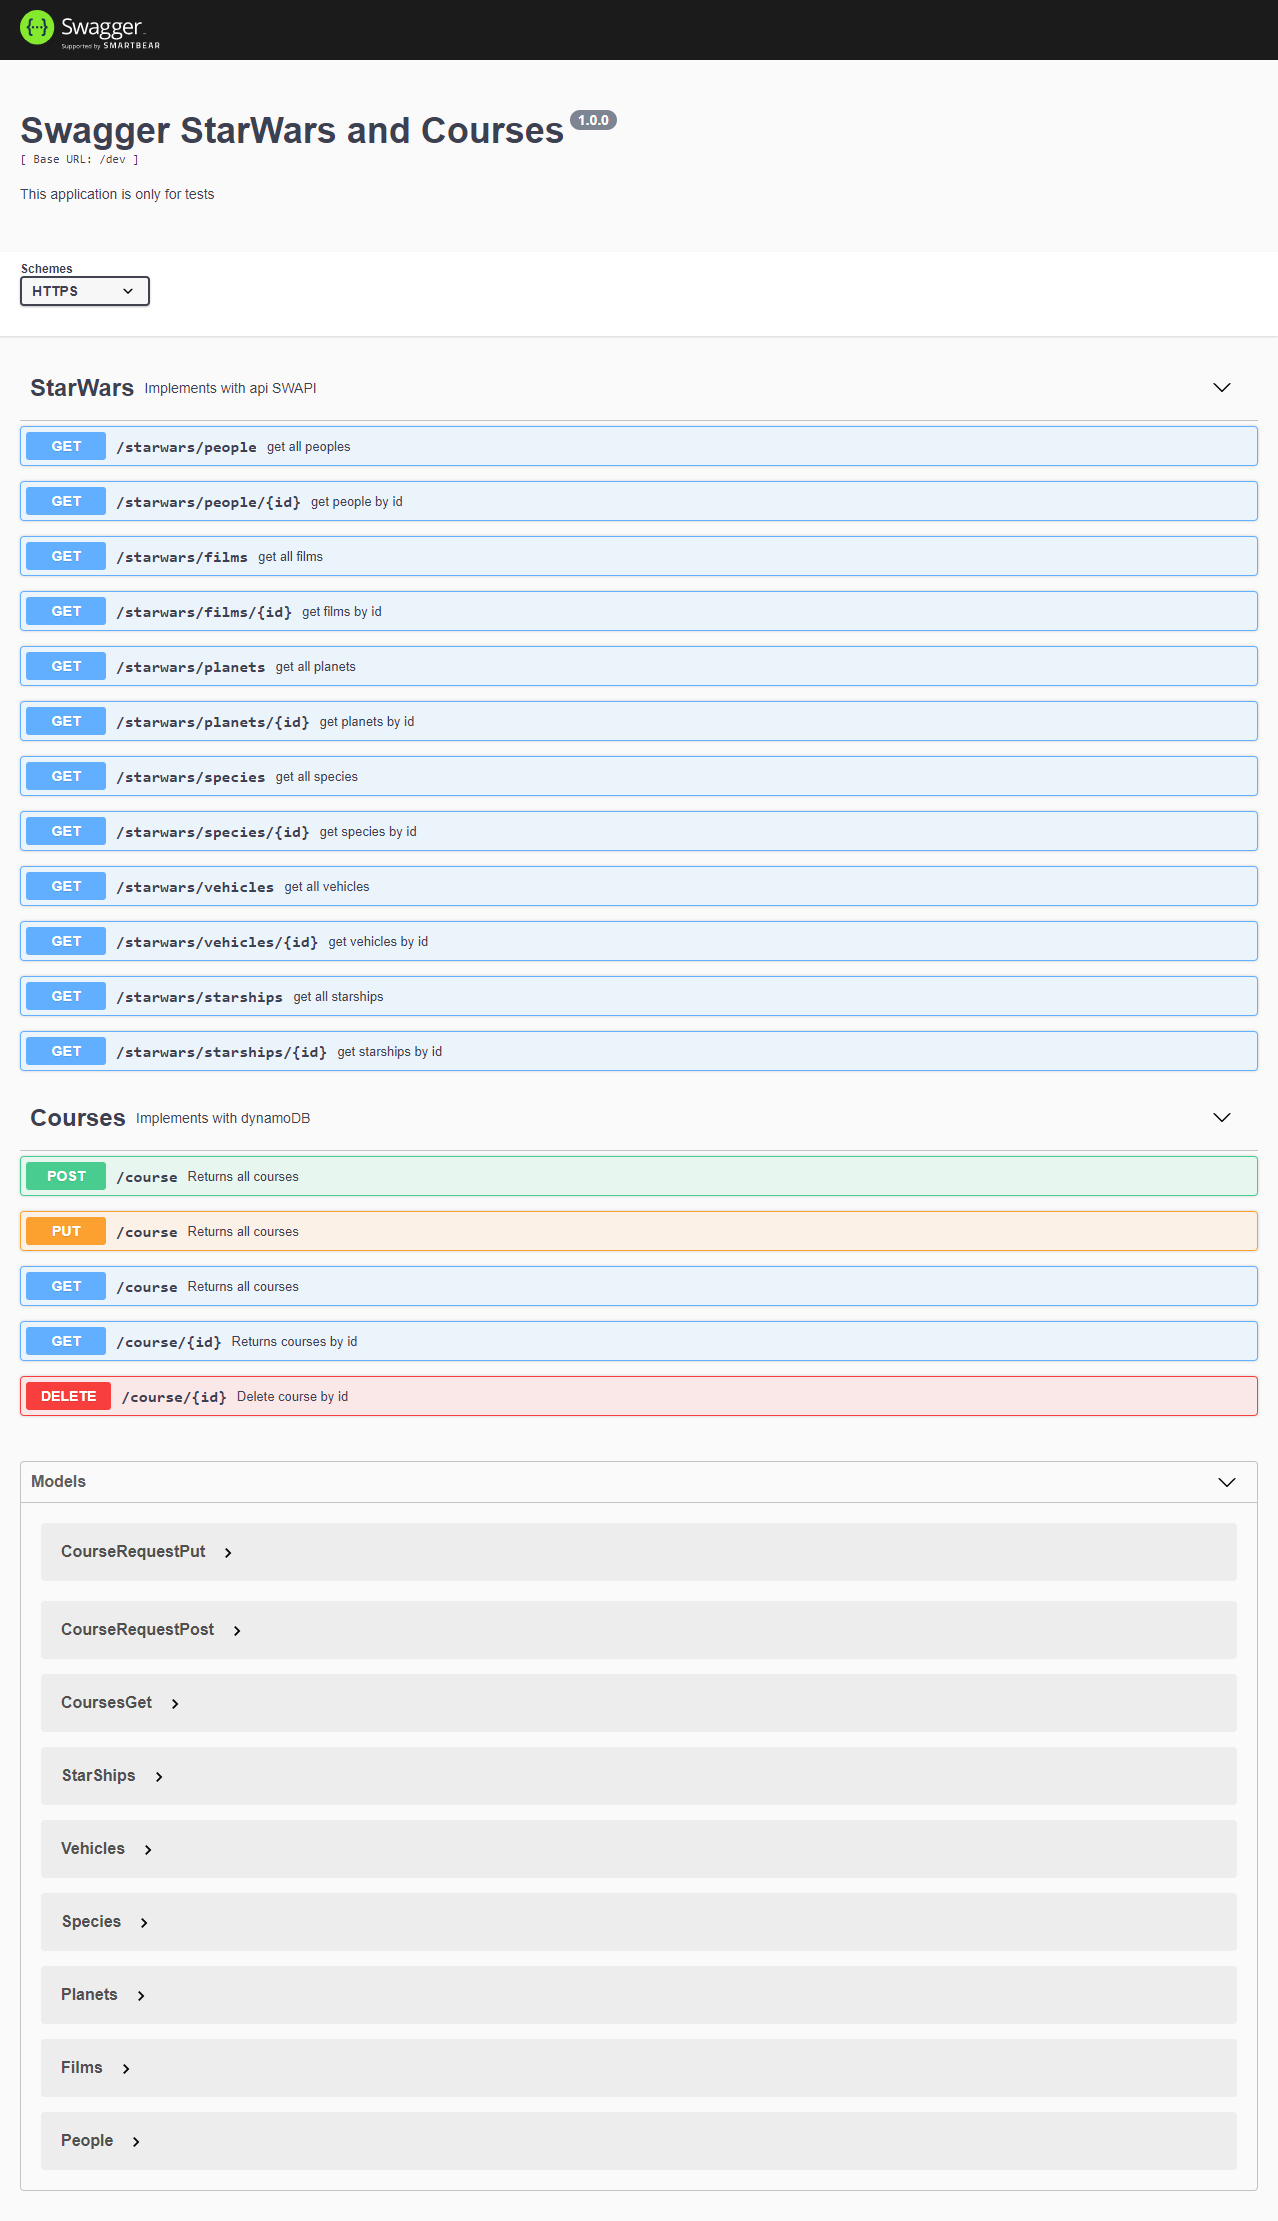 Swagger
Supported by SMARTBEAR
Swagger StarWars and Courses 1.0.0
[ Base URL: /dev ]
This application is only for tests
Schemes
HTTPS
StarWars Implements with api SWAPI
GET /starwars/people get all peoples
GET /starwars/people/{id} get people by id
GET /starwars/films get all films
GET /starwars/films/{id} get films by id
GET /starwars/planets get all planets
GET /starwars/planets/{id} get planets by id
GET /starwars/species get all species
GET /starwars/species/{id} get species by id
GET /starwars/vehicles get all vehicles
GET /starwars/vehicles/{id} get vehicles by id
GET /starwars/starships get all starships
GET /starwars/starships/{id} get starships by id
Courses Implements with dynamoDB
POST /course Returns all courses
PUT /course Returns all courses
GET /course Returns all courses
GET /course/{id} Returns courses by id
DELETE /course/{id} Delete course by id
Models
CourseRequestPut
CourseRequestPost
CoursesGet
StarShips
Vehicles
Species
Planets
Films
People